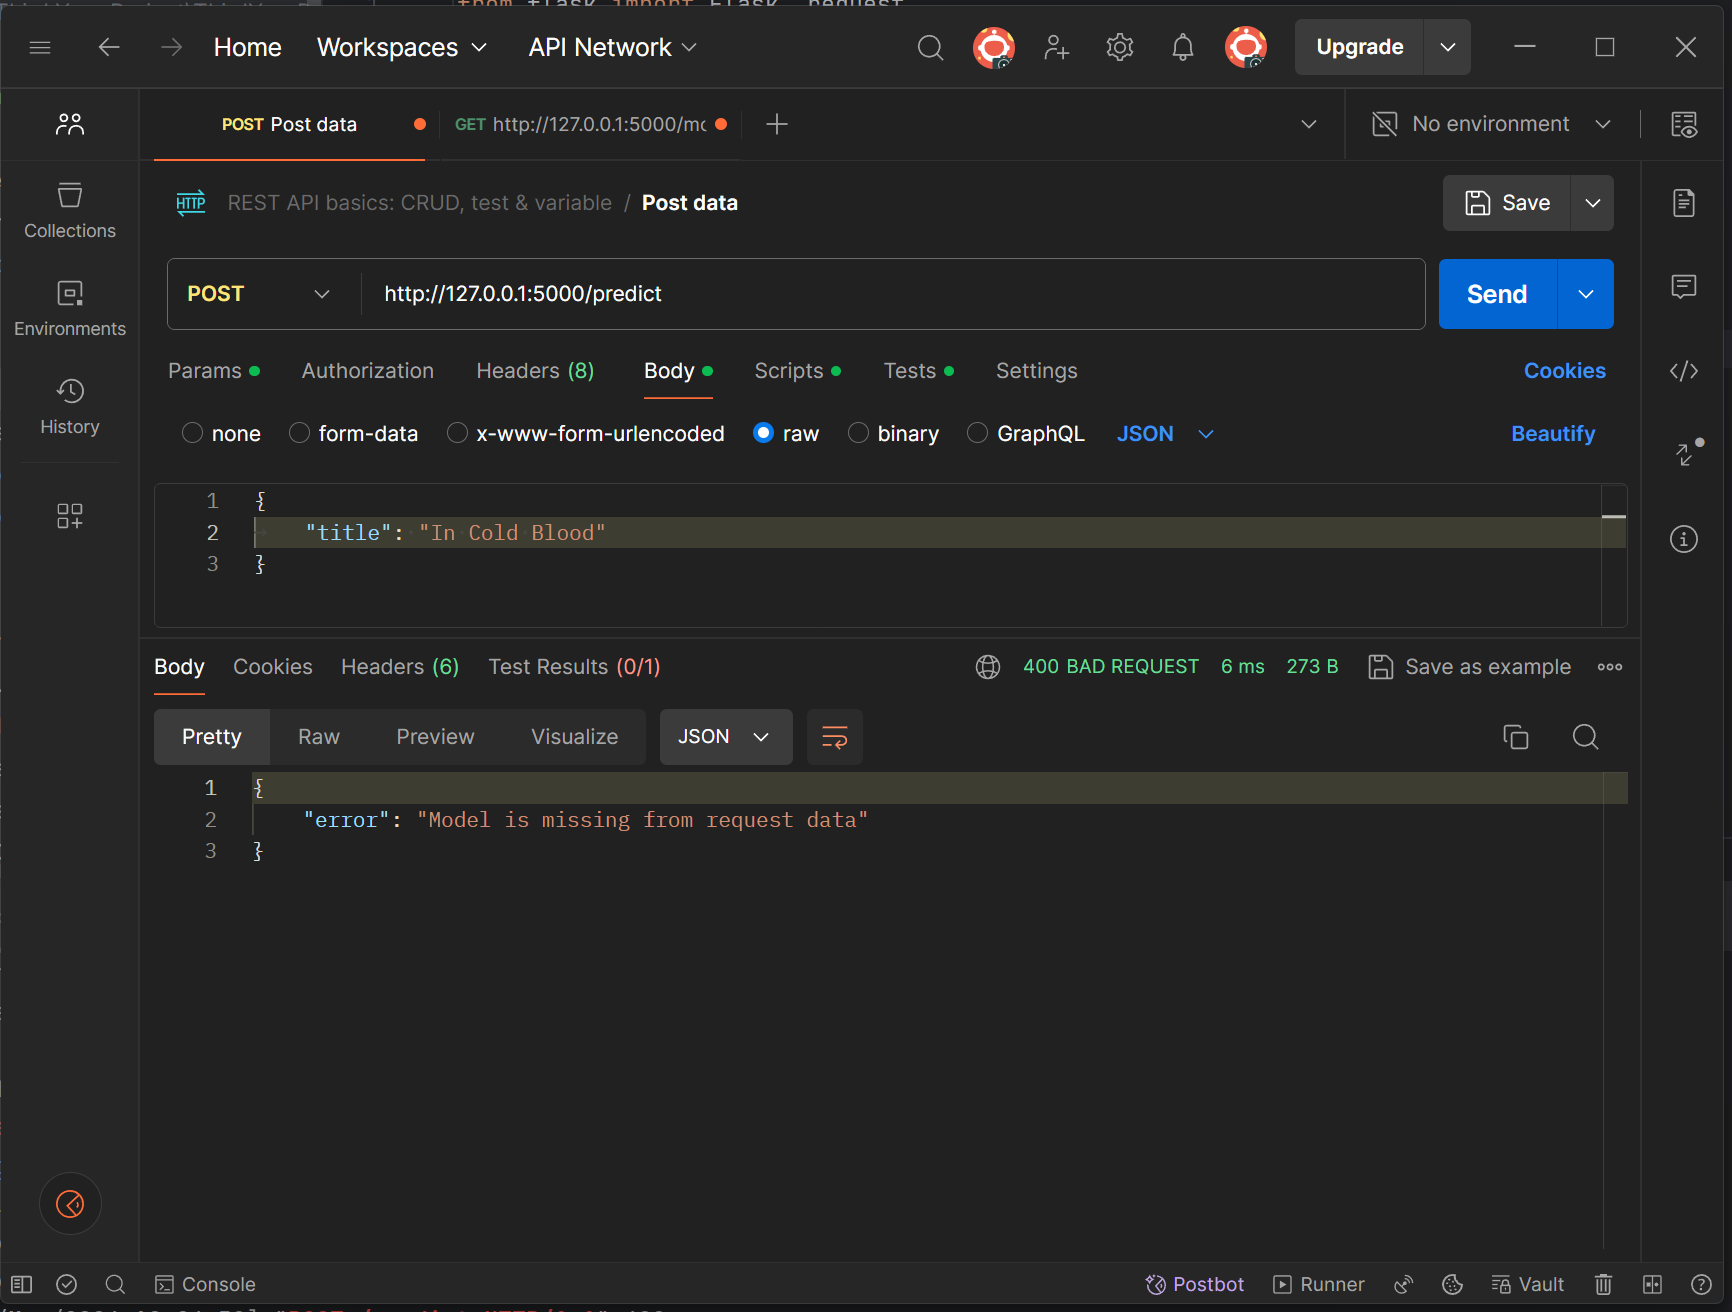 Home Workspaces API Network Upgrade
POST Post data GET http://127.0.0.1:5000/mo No environment
HTTP REST API basics: CRUD, test & variable / Post data Save
Collections
POST http://127.0.0.1:5000/predict Send
Environments
Params Authorization Headers (8) Body Scripts Tests Settings Cookies
History
none form-data x-www-form-urlencoded raw binary GraphQL JSON Beautify
1 {
2 "title": "In Cold Blood"
3 }
Body Cookies Headers (6) Test Results (0/1) 400 BAD REQUEST 6 ms 273 B Save as example
Pretty Raw Preview Visualize JSON
1 {
2 "error": "Model is missing from request data"
3 }
Console Postbot Runner Vault